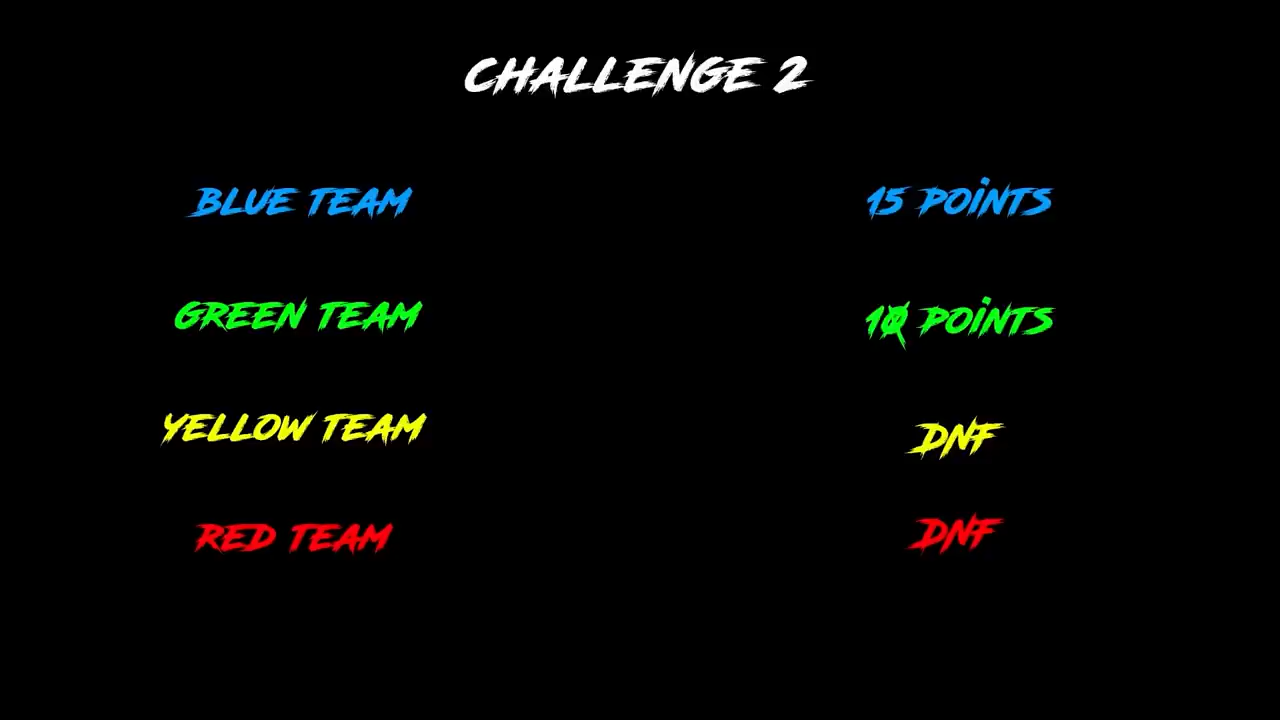 CHALLENGE 2
BLUE TEAM 15 POINTS
GREEN TEAM 10 POINTS
YELLOW TEAM DNF
RED TEAM DNF